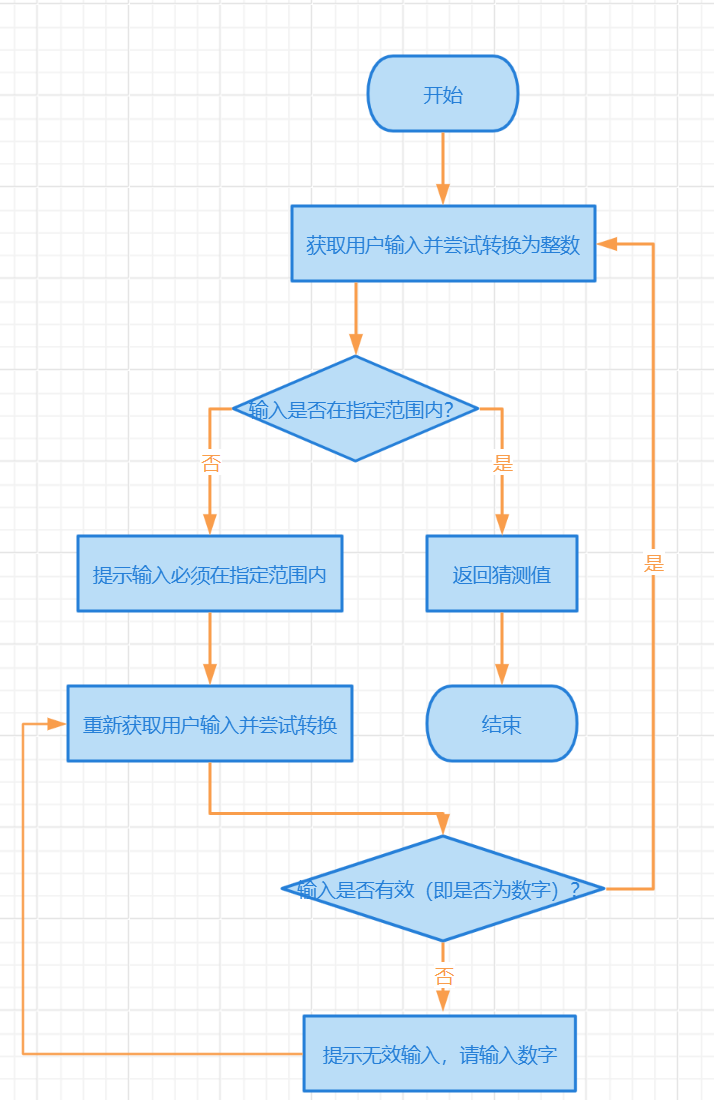 开始
获取用户输入并尝试转换为整数
输入是否在指定范围内？
否
是
提示输入必须在指定范围内
返回猜测值
是
重新获取用户输入并尝试转换
结束
输入是否有效（即是否为数字）？
否
提示无效输入，请输入数字